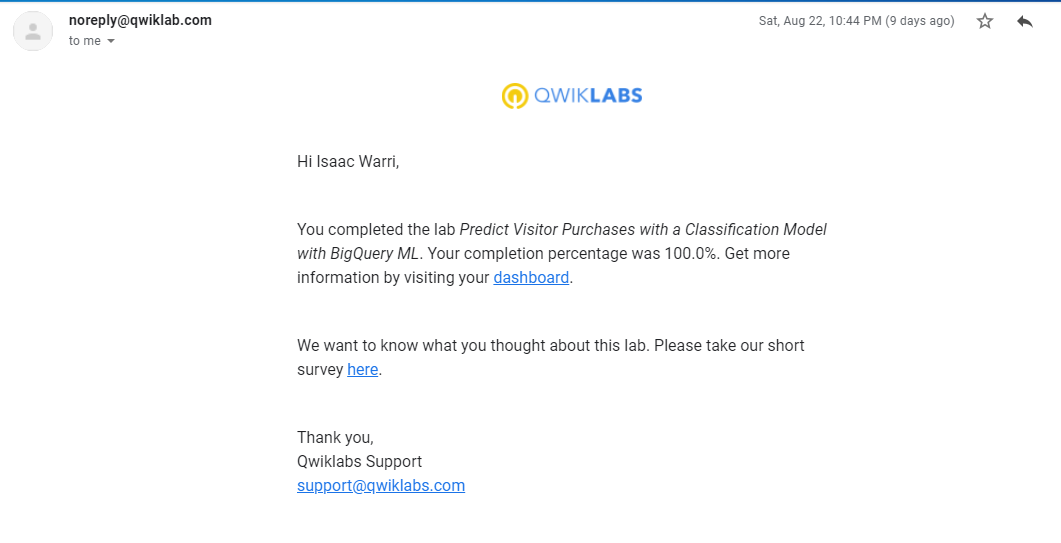 noreply@qwiklab.com
Sat, Aug 22, 10:44 PM (9 days ago)
to me
QWIKLABS
Hi Isaac Warri,
You completed the lab Predict Visitor Purchases with a Classification Model
with BigQuery ML. Your completion percentage was 100.0%. Get more
information by visiting your dashboard.
We want to know what you thought about this lab. Please take our short
survey here.
Thank you,
Qwiklabs Support
support@qwiklabs.com